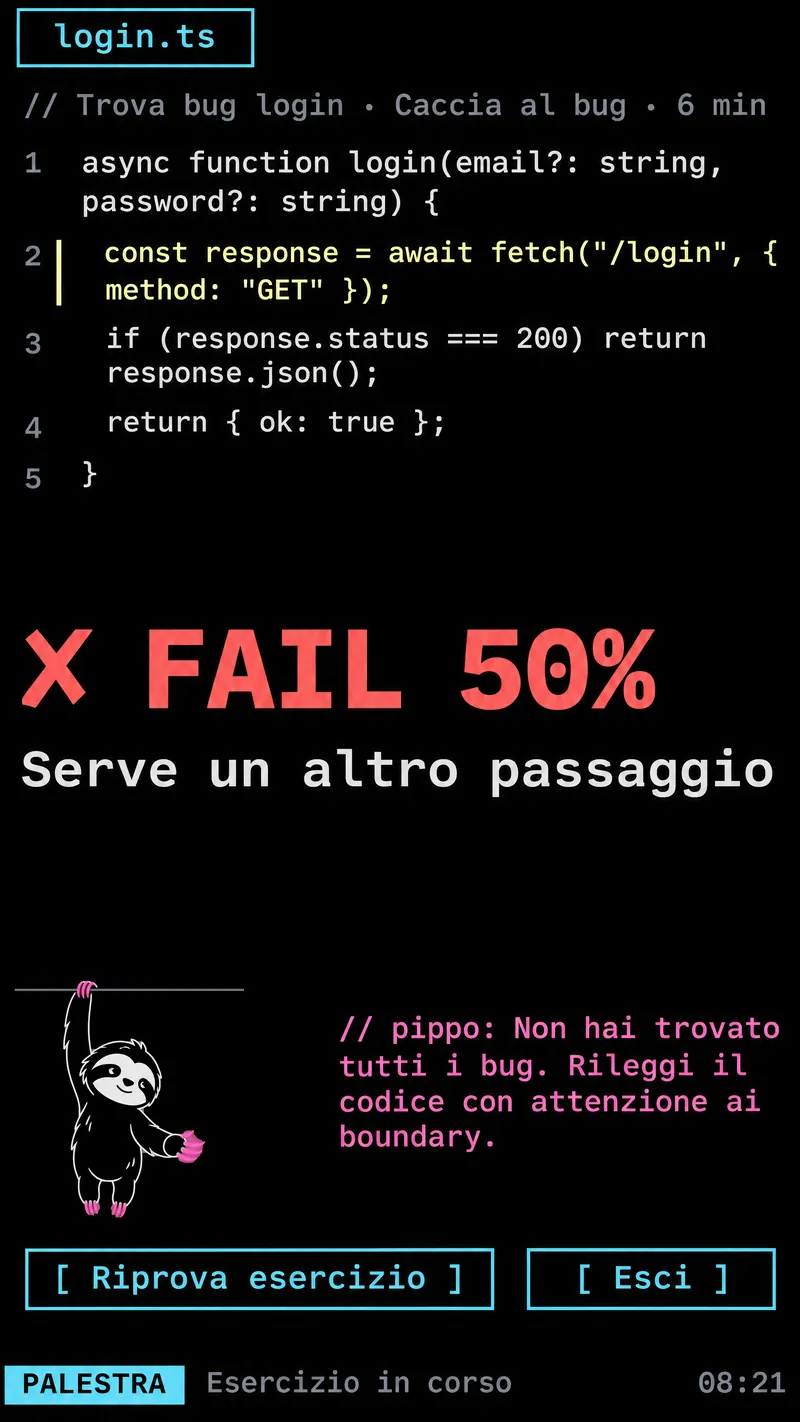 login.ts
// Trova bug login · Caccia al bug · 6 min
1 async function login(email?: string,
password?: string) {
2 const response = await fetch("/login", {
method: "GET" });
3 if (response.status === 200) return
response.json();
4 return { ok: true };
5 }
X FAIL 50%
Serve un altro passaggio
// pippo: Non hai trovato
tutti i bug. Rileggi il
codice con attenzione ai
boundary.
[ Riprova esercizio ] [ Esci ]
PALESTRA Esercizio in corso 08:21